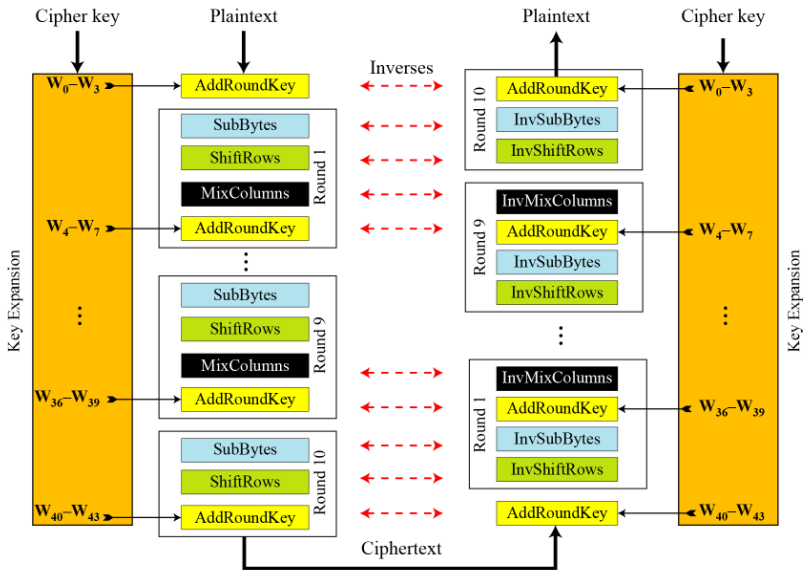 Cipher key
Plaintext
Plaintext
Cipher key
Inverses
W0–W3
AddRoundKey
SubBytes
ShiftRows
MixColumns
AddRoundKey
Round 1
W4–W7
⋮
SubBytes
ShiftRows
MixColumns
AddRoundKey
Round 9
⋮
W36–W39
SubBytes
ShiftRows
AddRoundKey
Round 10
W40–W43
Key Expansion
AddRoundKey
InvSubBytes
InvShiftRows
Round 10
W0–W3
InvMixColumns
AddRoundKey
InvSubBytes
InvShiftRows
Round 9
W4–W7
⋮
InvMixColumns
AddRoundKey
InvSubBytes
InvShiftRows
Round 1
⋮
W36–W39
AddRoundKey
W40–W43
Key Expansion
Ciphertext